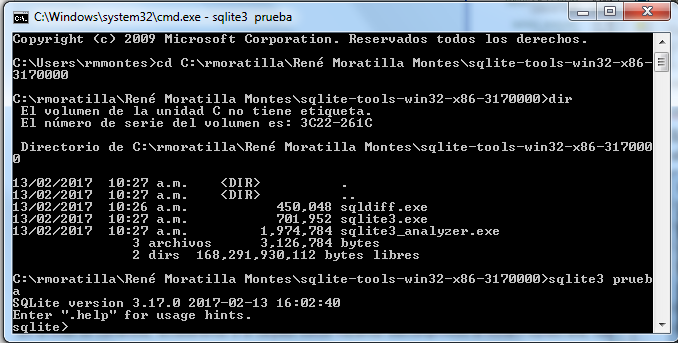 C:\Windows\system32\cmd.exe - sqlite3  prueba
Copyright (c) 2009 Microsoft Corporation. Reservados todos los derechos.
C:\Users\rmmontes>cd C:\rmoratilla\René Moratilla Montes\sqlite-tools-win32-x86-
3170000
C:\rmoratilla\René Moratilla Montes\sqlite-tools-win32-x86-3170000>dir
 El volumen de la unidad C no tiene etiqueta.
 El número de serie del volumen es: 3C22-261C
 Directorio de C:\rmoratilla\René Moratilla Montes\sqlite-tools-win32-x86-317000
0
13/02/2017  10:27 a.m.    <DIR>          .
13/02/2017  10:27 a.m.    <DIR>          ..
13/02/2017  10:26 a.m.           450,048 sqldiff.exe
13/02/2017  10:27 a.m.           701,952 sqlite3.exe
13/02/2017  10:27 a.m.         1,974,784 sqlite3_analyzer.exe
               3 archivos      3,126,784 bytes
               2 dirs  168,291,930,112 bytes libres
C:\rmoratilla\René Moratilla Montes\sqlite-tools-win32-x86-3170000>sqlite3 prueb
a
SQLite version 3.17.0 2017-02-13 16:02:40
Enter ".help" for usage hints.
sqlite>